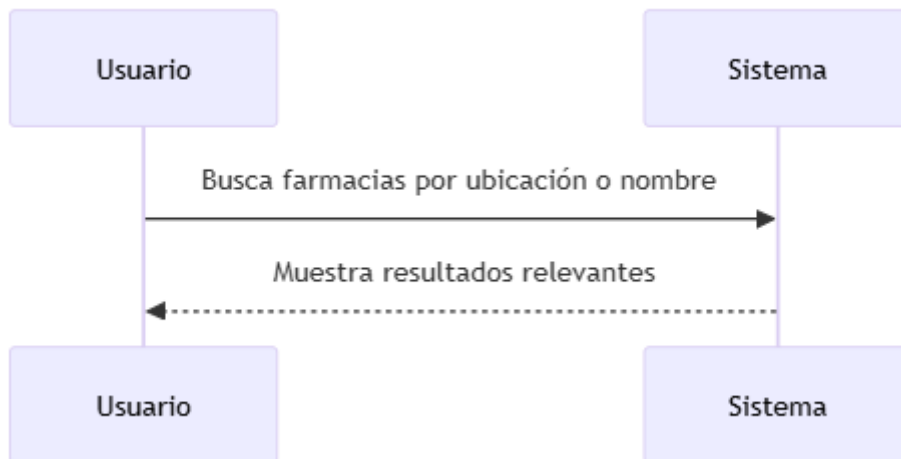 Usuario
Sistema
Busca farmacias por ubicación o nombre
Muestra resultados relevantes
Usuario
Sistema